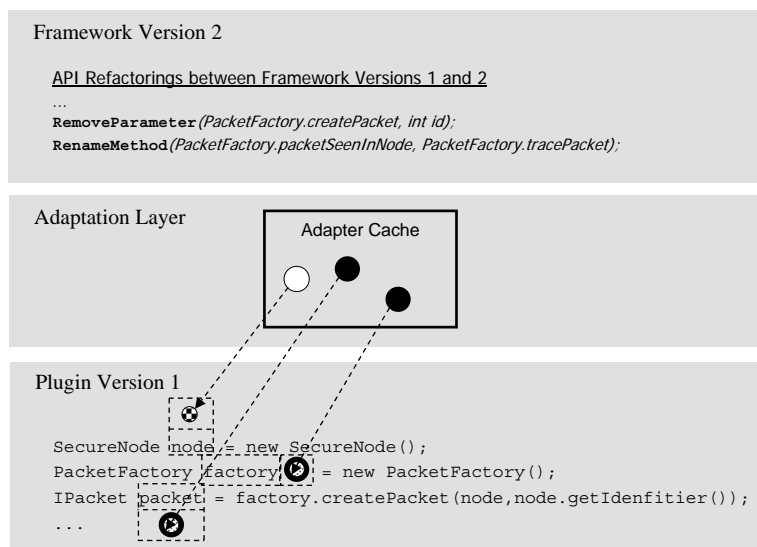 Framework Version 2
API Refactorings between Framework Versions 1 and 2
...
RemoveParameter(PacketFactory.createPacket, int id);
RenameMethod(PacketFactory.packetSeenInNode, PacketFactory.tracePacket);
Adaptation Layer
Adapter Cache
Plugin Version 1
SecureNode node = new SecureNode();
PacketFactory factory = new PacketFactory();
IPacket packet = factory.createPacket(node,node.getIdenfitier());
...